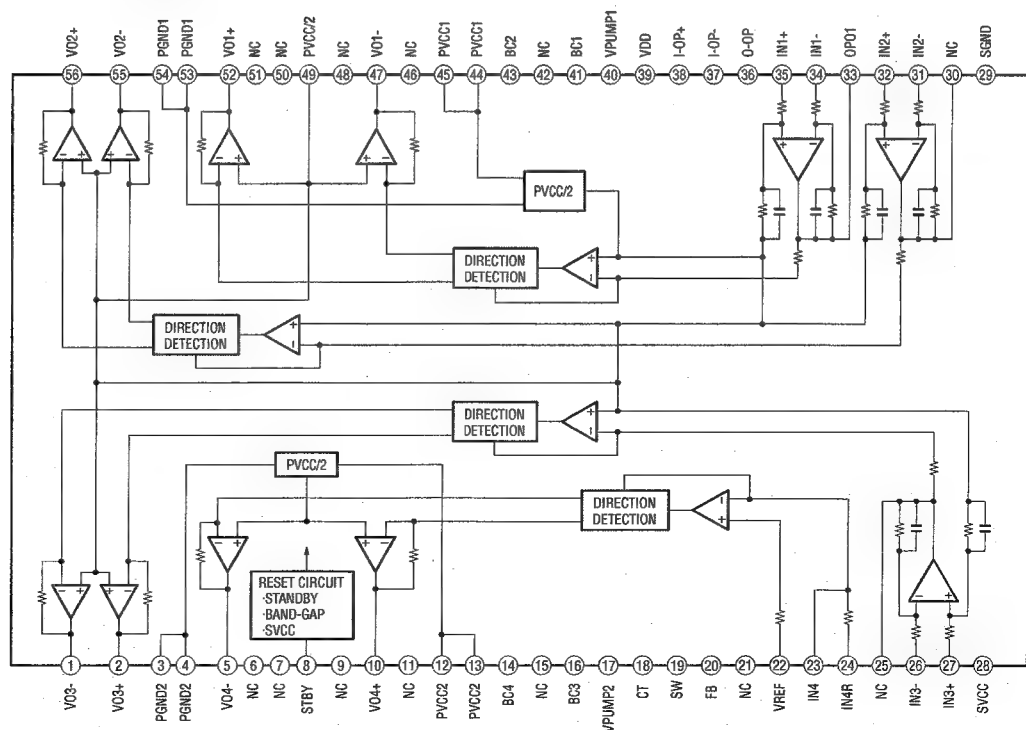 VO2+ VO2- PGND1 PGND1 VO1+ NC NC PVCC/2 NC VO1- NC PVCC1 PVCC1 BC2 NC BC1 VPUMP1 VDD I-OP+ I-OP- O-OP IN1+ IN1- OPO1 IN2+ IN2- NC SGND
56 55 54 53 52 51 50 49 48 47 46 45 44 43 42 41 40 39 38 37 36 35 34 33 32 31 30 29
- + + -
- + + -
+ -
+ -
PVCC/2
DIRECTION
DETECTION
+
-
DIRECTION
DETECTION
+
-
DIRECTION
DETECTION
+
-
PVCC/2
DIRECTION
DETECTION
-
+
- +
+ -
RESET CIRCUIT
·STANDBY
·BAND-GAP
·SVCC
- +
+ -
- +
1 2 3 4 5 6 7 8 9 10 11 12 13 14 15 16 17 18 19 20 21 22 23 24 25 26 27 28
VO3- VO3+ PGND2 PGND2 VO4- NC NC STBY NC VO4+ NC PVCC2 PVCC2 BC4 NC BC3 VPUMP2 CT SW FB NC VREF IN4 IN4R NC IN3- IN3+ SVCC